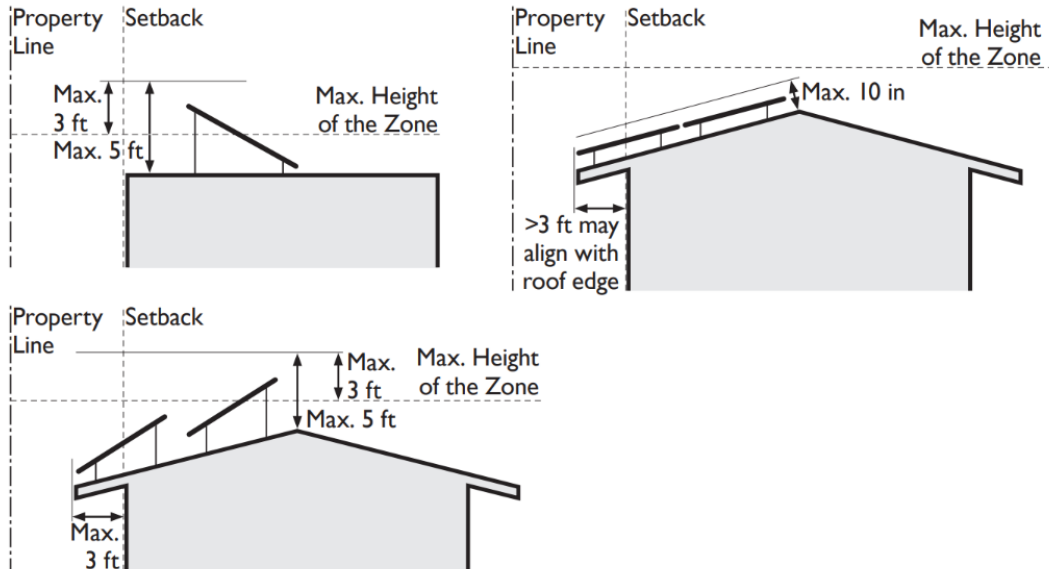 Property
Line
Setback
Max.
3 ft
Max. 5 ft
Max. Height
of the Zone
Property
Line
Setback
Max. Height
of the Zone
Max. 10 in
>3 ft may
align with
roof edge
Property
Line
Setback
Max.
3 ft
Max. Height
of the Zone
Max. 5 ft
Max.
3 ft